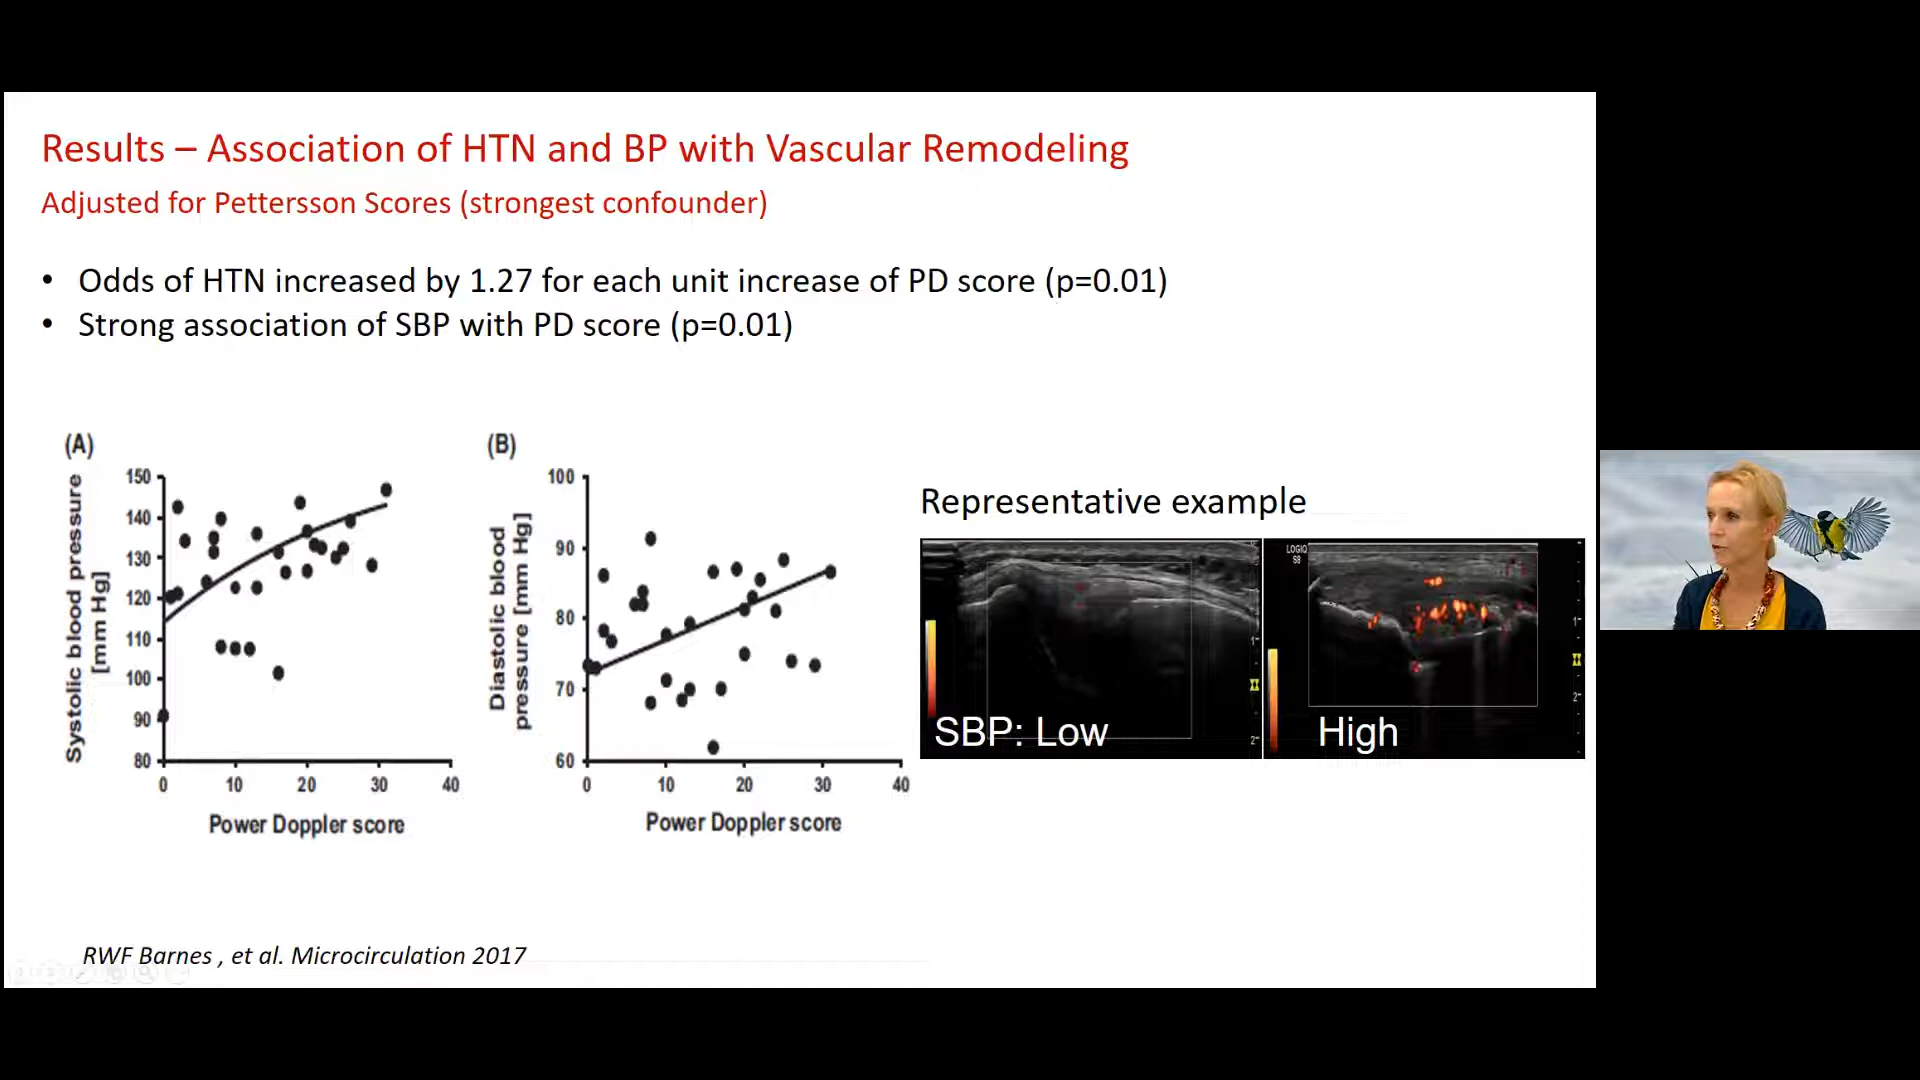 Results – Association of HTN and BP with Vascular Remodeling
Adjusted for Pettersson Scores (strongest confounder)
• Odds of HTN increased by 1.27 for each unit increase of PD score (p=0.01)
• Strong association of SBP with PD score (p=0.01)
(A)
Systolic blood pressure
[mm Hg]
150
140
130
120
110
100
90
80
0 10 20 30 40
Power Doppler score
(B)
Diastolic blood
pressure [mm Hg]
100
90
80
70
60
0 10 20 30 40
Power Doppler score
Representative example
LOGIQ
S8
1
2
1
2
SBP: Low
High
RWF Barnes , et al. Microcirculation 2017